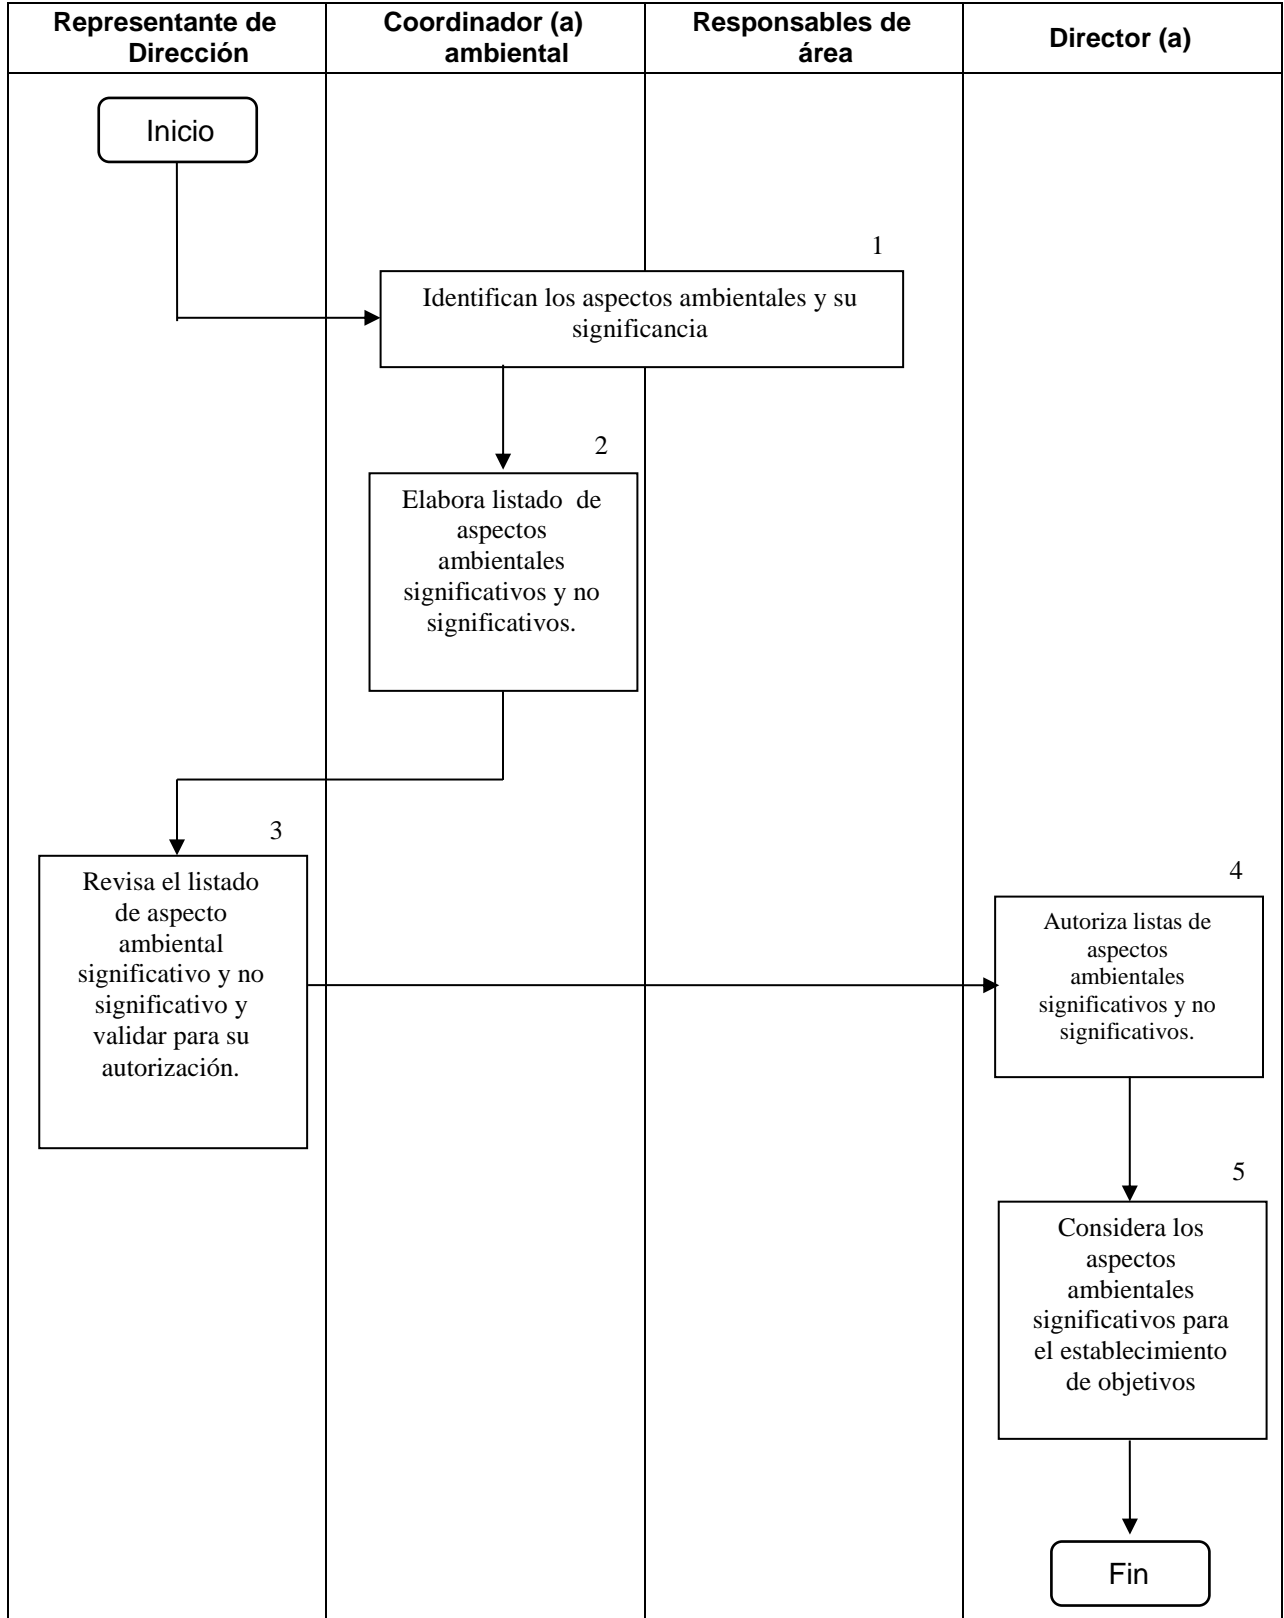 Representante de
Dirección
Coordinador (a)
ambiental
Responsables de
área
Director (a)
Inicio
1
Identifican los aspectos ambientales y su
significancia
2
Elabora listado  de
aspectos
ambientales
significativos y no
significativos.
3
Revisa el listado
de aspecto
ambiental
significativo y no
significativo y
validar para su
autorización.
4
Autoriza listas de
aspectos
ambientales
significativos y no
significativos.
5
Considera los
aspectos
ambientales
significativos para
el establecimiento
de objetivos
Fin